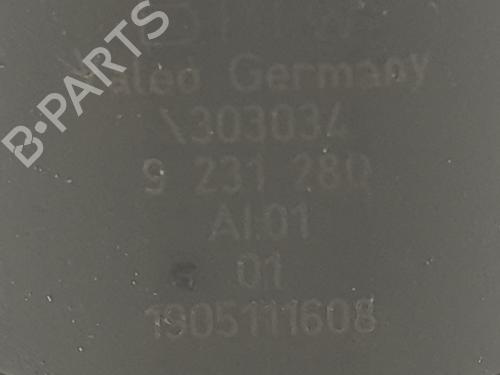 Valeo Germany
\303034
9 231 280
AI:01
01
1905111608
B-PARTS